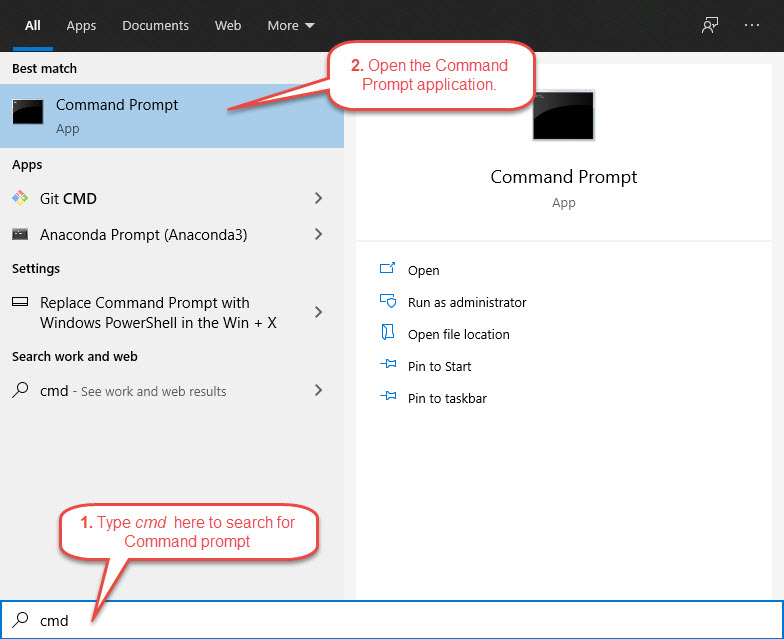 All Apps Documents Web More
Best match
Command Prompt
App
2. Open the Command
Prompt application.
Apps
Git CMD
Anaconda Prompt (Anaconda3)
Settings
Replace Command Prompt with
Windows PowerShell in the Win + X
Search work and web
cmd - See work and web results
Command Prompt
App
Open
Run as administrator
Open file location
Pin to Start
Pin to taskbar
1. Type cmd here to search for
Command prompt
cmd